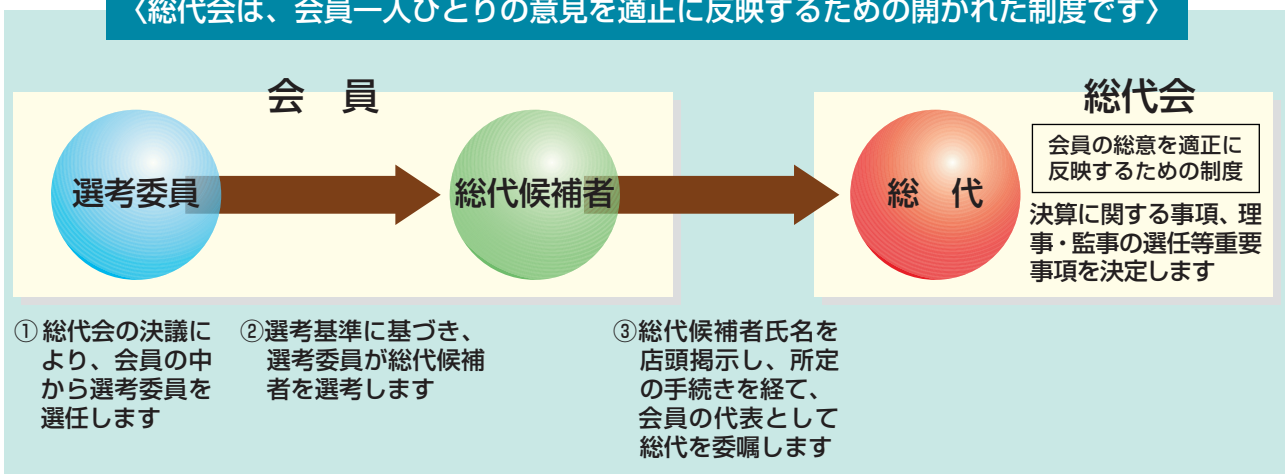 〈総代会は、会員一人ひとりの意見を適正に反映するための開かれた制度です〉
会　員
選考委員
総代候補者
総代会
会員の総意を適正に
反映するための制度
総　代
決算に関する事項、理
事・監事の選任等重要
事項を決定します
①総代会の決議に
より、会員の中
から選考委員を
選任します
②選考基準に基づき、
選考委員が総代候補
者を選考します
③総代候補者氏名を
店頭掲示し、所定
の手続きを経て、
会員の代表として
総代を委嘱します